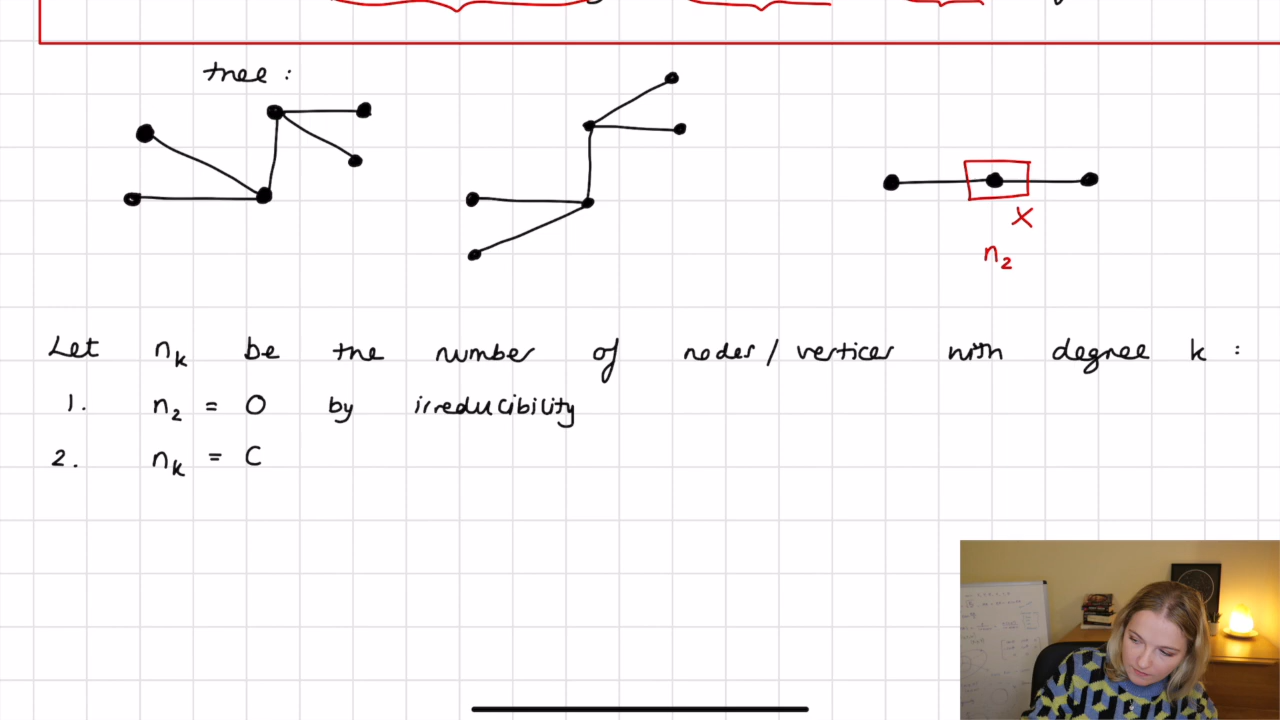 tree :
x
n₂
Let nₖ be the number of nodes / vertices with degree k :
1. n₂ = 0 by irreducibility
2. nₖ = C